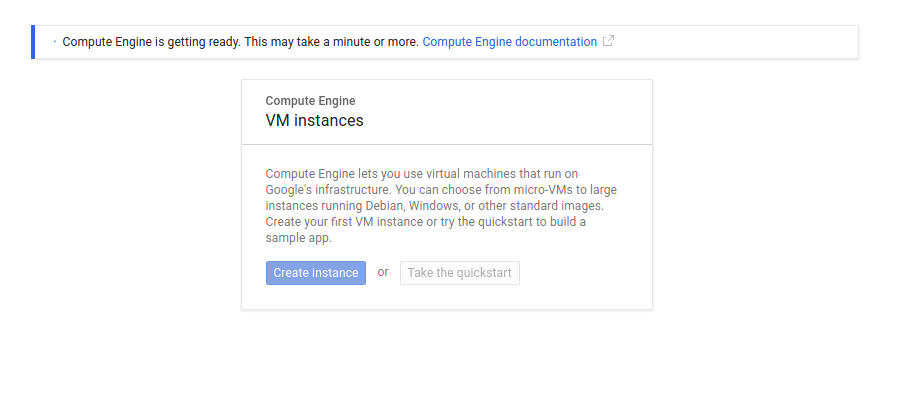 · Compute Engine is getting ready. This may take a minute or more. Compute Engine documentation
Compute Engine
VM instances
Compute Engine lets you use virtual machines that run on
Google's infrastructure. You can choose from micro-VMs to large
instances running Debian, Windows, or other standard images.
Create your first VM instance or try the quickstart to build a
sample app.
Create instance or Take the quickstart